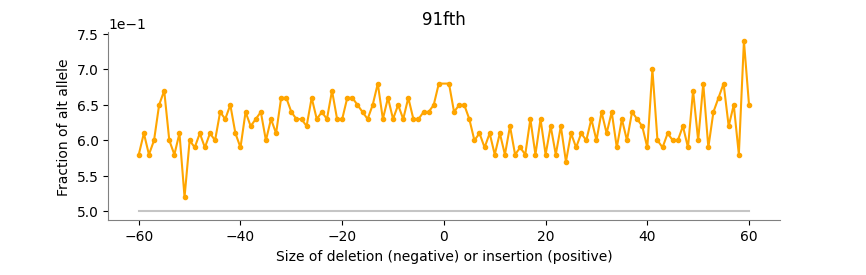 91fth
1e−1
7.5
7.0
6.5
6.0
5.5
5.0
Fraction of alt allele
−60 −40 −20 0 20 40 60
Size of deletion (negative) or insertion (positive)